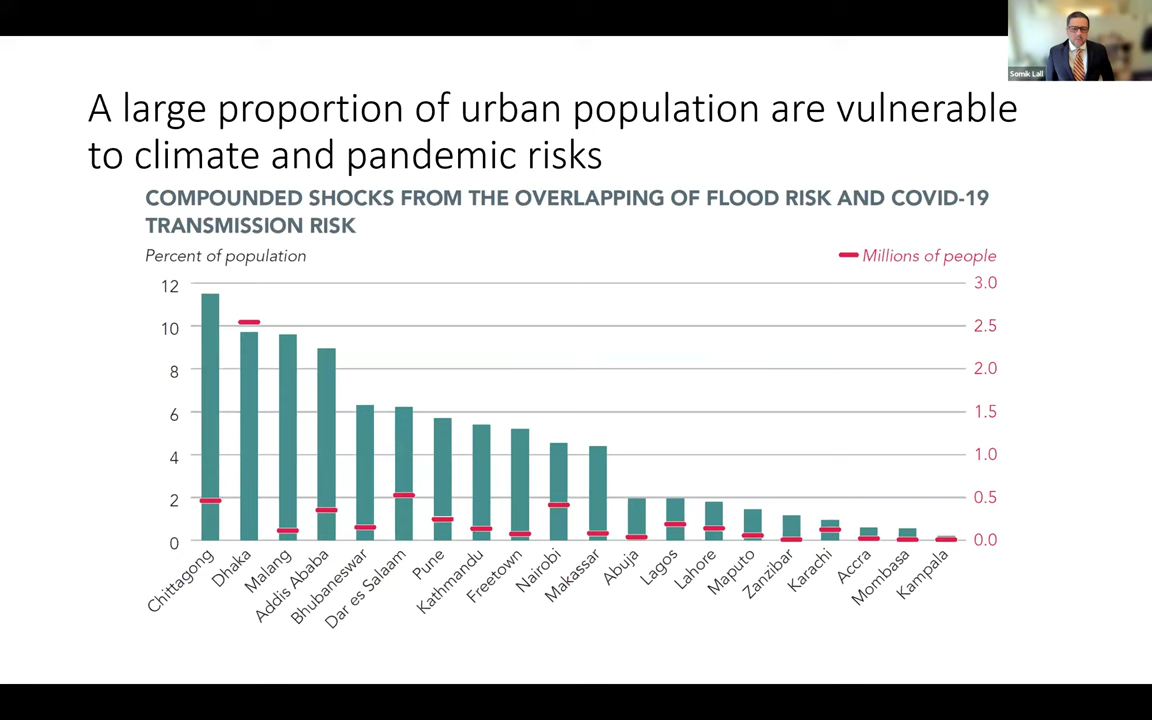 Somik Lall
A large proportion of urban population are vulnerable
to climate and pandemic risks
COMPOUNDED SHOCKS FROM THE OVERLAPPING OF FLOOD RISK AND COVID-19
TRANSMISSION RISK
Percent of population
Millions of people
12
10
8
6
4
2
0
3.0
2.5
2.0
1.5
1.0
0.5
0.0
Chittagong
Dhaka
Malang
Addis Ababa
Bhubaneswar
Dar es Salaam
Pune
Kathmandu
Freetown
Nairobi
Makassar
Abuja
Lagos
Lahore
Maputo
Zanzibar
Karachi
Accra
Mombasa
Kampala